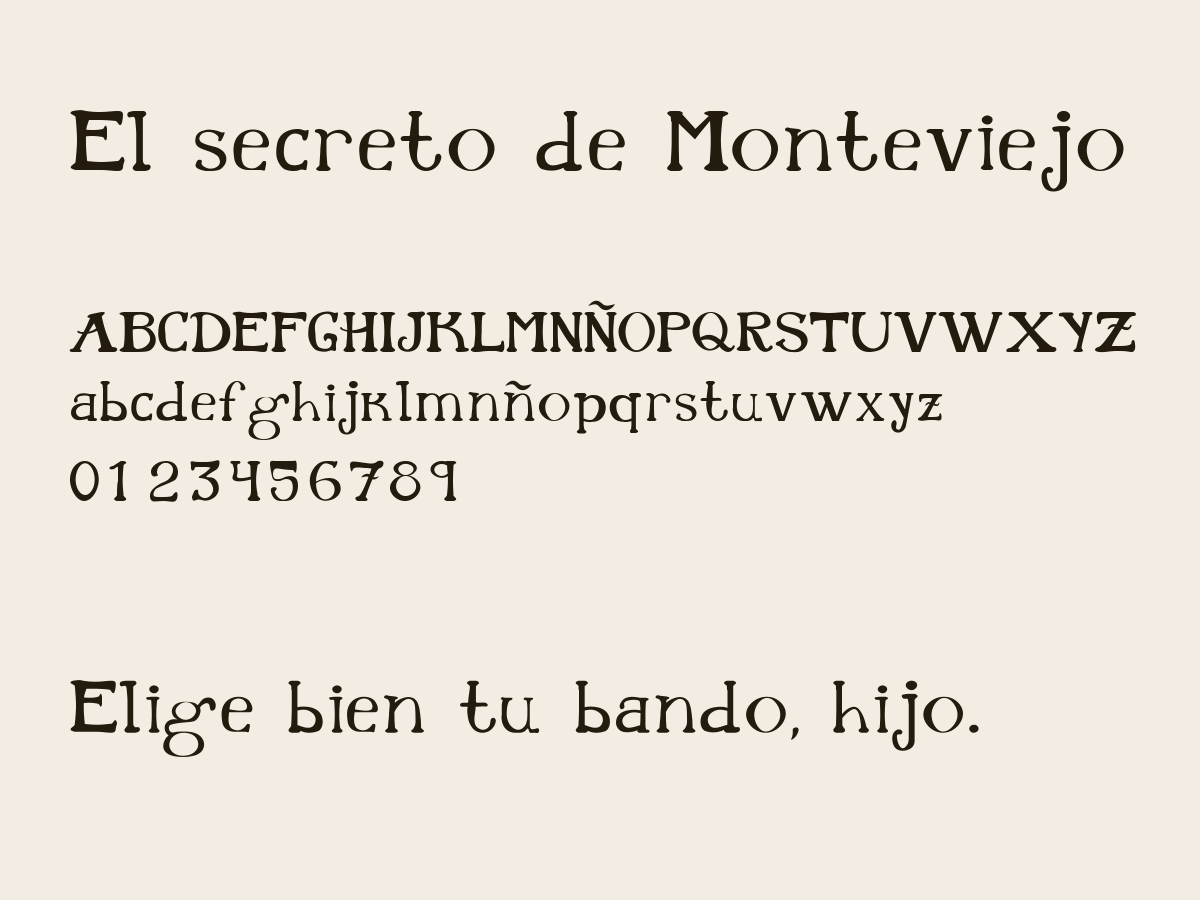 El secreto de Monteviejo
ABCDEFGHIJKLMNÑOPQRSTUVWXYZ
abcdefghijklmnñopqrstuvwxyz
0123456789
Elige bien tu bando, hijo.